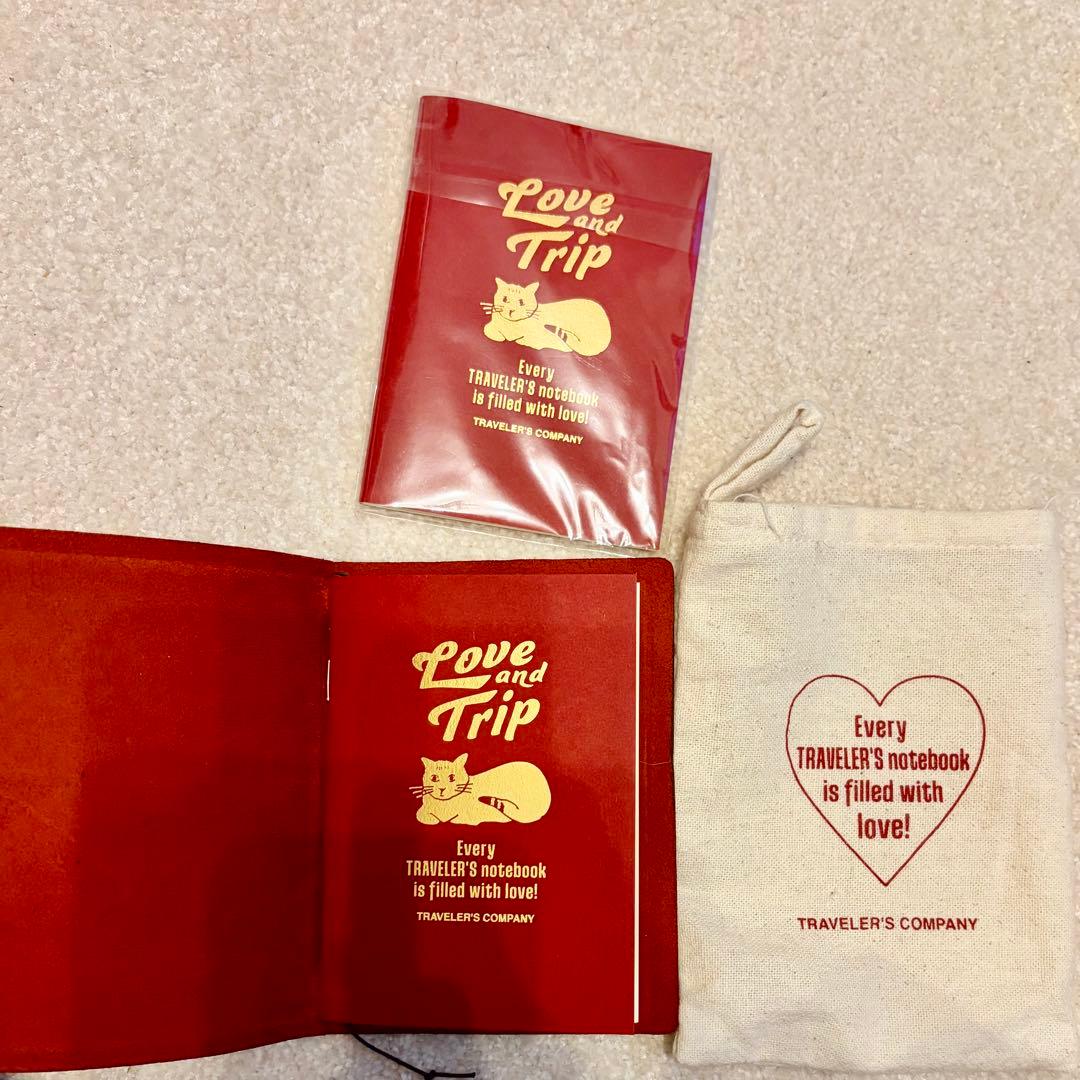 Love
and
Trip
Every
TRAVELER'S notebook
is filled with love!
TRAVELER'S COMPANY
Love
and
Trip
Every
TRAVELER'S notebook
is filled with love!
TRAVELER'S COMPANY
Every
TRAVELER'S notebook
is filled with
love!
TRAVELER'S COMPANY